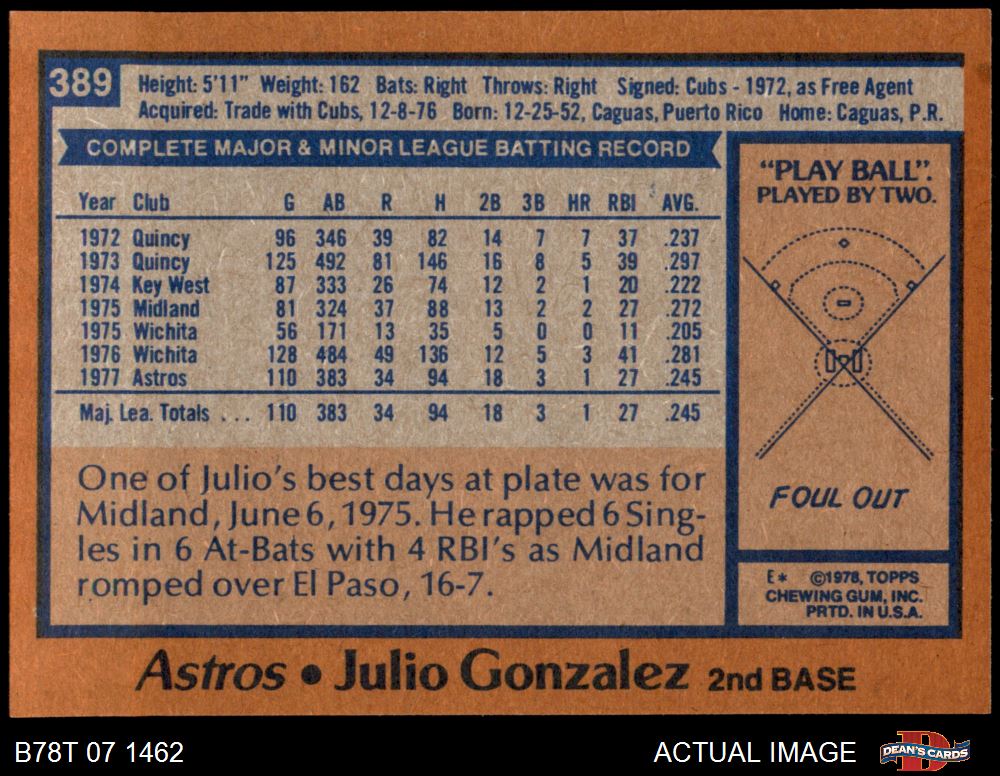 389
Height: 5'11" Weight: 162 Bats: Right Throws: Right Signed: Cubs - 1972, as Free Agent
Acquired: Trade with Cubs, 12-8-76 Born: 12-25-52, Caguas, Puerto Rico Home: Caguas, P.R.
COMPLETE MAJOR & MINOR LEAGUE BATTING RECORD
Year Club G AB R H 2B 3B HR RBI AVG.
1972 Quincy 96 346 39 82 14 7 7 37 .237
1973 Quincy 125 492 81 146 16 8 5 39 .297
1974 Key West 87 333 26 74 12 2 1 20 .222
1975 Midland 81 324 37 88 13 2 2 27 .272
1975 Wichita 56 171 13 35 5 0 0 11 .205
1976 Wichita 128 484 49 136 12 5 3 41 .281
1977 Astros 110 383 34 94 18 3 1 27 .245
Maj. Lea. Totals ... 110 383 34 94 18 3 1 27 .245
One of Julio's best days at plate was for
Midland, June 6, 1975. He rapped 6 Sing-
les in 6 At-Bats with 4 RBI's as Midland
romped over El Paso, 16-7.
"PLAY BALL".
PLAYED BY TWO.
FOUL OUT
E* ©1978, TOPPS
CHEWING GUM, INC.
PRTD. IN U.S.A.
Astros • Julio Gonzalez 2nd BASE
B78T 07 1462
ACTUAL IMAGE
DEAN'S CARDS